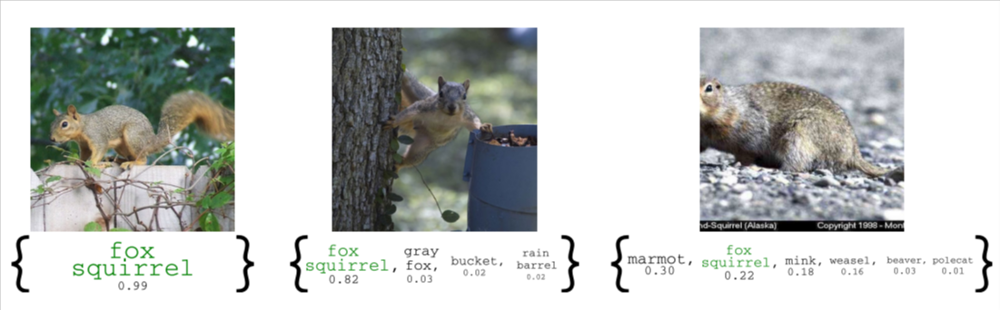 nd-Squirrel (Alaska) Copyright 1998 - Mont
{ fox squirrel 0.99 }
{ fox squirrel, 0.82 gray fox, 0.03 bucket, 0.02 rain barrel 0.02 }
{ marmot, 0.30 fox squirrel, 0.22 mink, 0.18 weasel, 0.16 beaver, 0.03 polecat 0.01 }